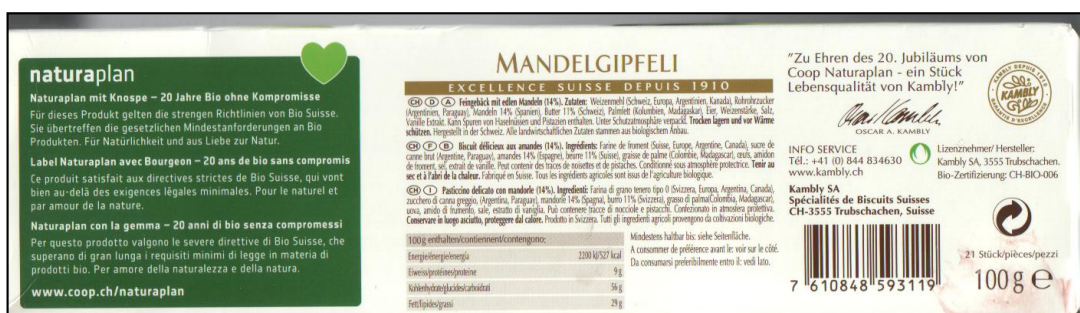 naturaplan
Naturaplan mit Knospe – 20 Jahre Bio ohne Kompromisse
Für dieses Produkt gelten die strengen Richtlinien von Bio Suisse.
Sie übertreffen die gesetzlichen Mindestanforderungen an Bio
Produkten. Für Natürlichkeit und aus Liebe zur Natur.
Label Naturaplan avec Bourgeon – 20 ans de bio sans compromis
Ce produit satisfait aux directives strictes de Bio Suisse, qui vont
bien au-delà des exigences légales minimales. Pour le naturel et
par amour de la nature.
Naturaplan con la gemma – 20 anni di bio senza compromessi
Per questo prodotto valgono le severe direttive di Bio Suisse, che
superano di gran lunga i requisiti minimi di legge in materia di
prodotti bio. Per amore della naturalezza e della natura.
www.coop.ch/naturaplan
MANDELGIPFELI
EXCELLENCE SUISSE DEPUIS 1910
CH D A Feingebäck mit edlen Mandeln (14%). Zutaten: Weizenmehl (Schweiz, Europa, Argentinien, Kanada), Rohrohrzucker
(Argentinien, Paraguay), Mandeln 14% (Spanien), Butter 11% (Schweiz), Palmfett (Kolumbien, Madagaskar), Eier, Weizenstärke, Salz,
Vanille Extrakt. Kann Spuren von Haselnüssen und Pistazien enthalten. Unter Schutzatmosphäre verpackt. Trocken lagern und vor Wärme
schützen. Hergestellt in der Schweiz. Alle landwirtschaftlichen Zutaten stammen aus biologischem Anbau.
CH F B Biscuit délicieux aux amandes (14%). Ingrédients: Farine de froment (Suisse, Europe, Argentine, Canada), sucre de
canne brut (Argentine, Paraguay), amandes 14% (Espagne), beurre 11% (Suisse), graisse de palme (Colombie, Madagascar), œufs, amidon
de froment, sel, extrait de vanille. Peut contenir des traces de noisettes et de pistaches. Conditionné sous atmosphère protectrice. Tenir au
sec et à l'abri de la chaleur. Fabriqué en Suisse. Tous les ingrédients agricoles sont issus de l'agriculture biologique.
CH I Pasticcino delicato con mandorle (14%). Ingredienti: Farina di grano tenero tipo 0 (Svizzera, Europa, Argentina, Canada),
zucchero di canna greggio, (Argentina, Paraguay), mandorle 14% (Spagna), burro 11% (Svizzera), grasso di palma(Colombia, Madagascar),
uova, amido di frumento, sale, estratto di vaniglia. Può contenere tracce di nocciole e pistacchi. Confezionato in atmosfera protettiva.
Conservare in luogo asciutto, proteggere dal calore. Prodotto in Svizzera. Tutti gli ingredienti agricoli provengono da coltivazioni biologiche.
100g enthalten/contiennent/contengono:
Energie/énergie/energia 2200 kJ/527 kcal
Eiweiss/protéines/proteine 9 g
Kohlenhydrate/glucides/carboidrati 56 g
Fett/lipides/grassi 29 g
Mindestens haltbar bis: siehe Seitenfläche.
A consommer de préférence avant le: voir sur le côté.
Da consumarsi preferibilmente entro il: vedi lato.
"Zu Ehren des 20. Jubiläums von
Coop Naturaplan - ein Stück
Lebensqualität von Kambly!"
OSCAR A. KAMBLY
KAMBLY DEPUIS 1910
KAMBLY
INFO SERVICE
Tél.: +41 (0) 844 834630
www.kambly.ch
Kambly SA
Spécialités de Biscuits Suisses
CH-3555 Trubschachen, Suisse
Lizenznehmer/ Hersteller:
Kambly SA, 3555 Trubschachen.
Bio-Zertifizierung: CH-BIO-006
7 610848 593119
21 Stück/pièces/pezzi
100 g e